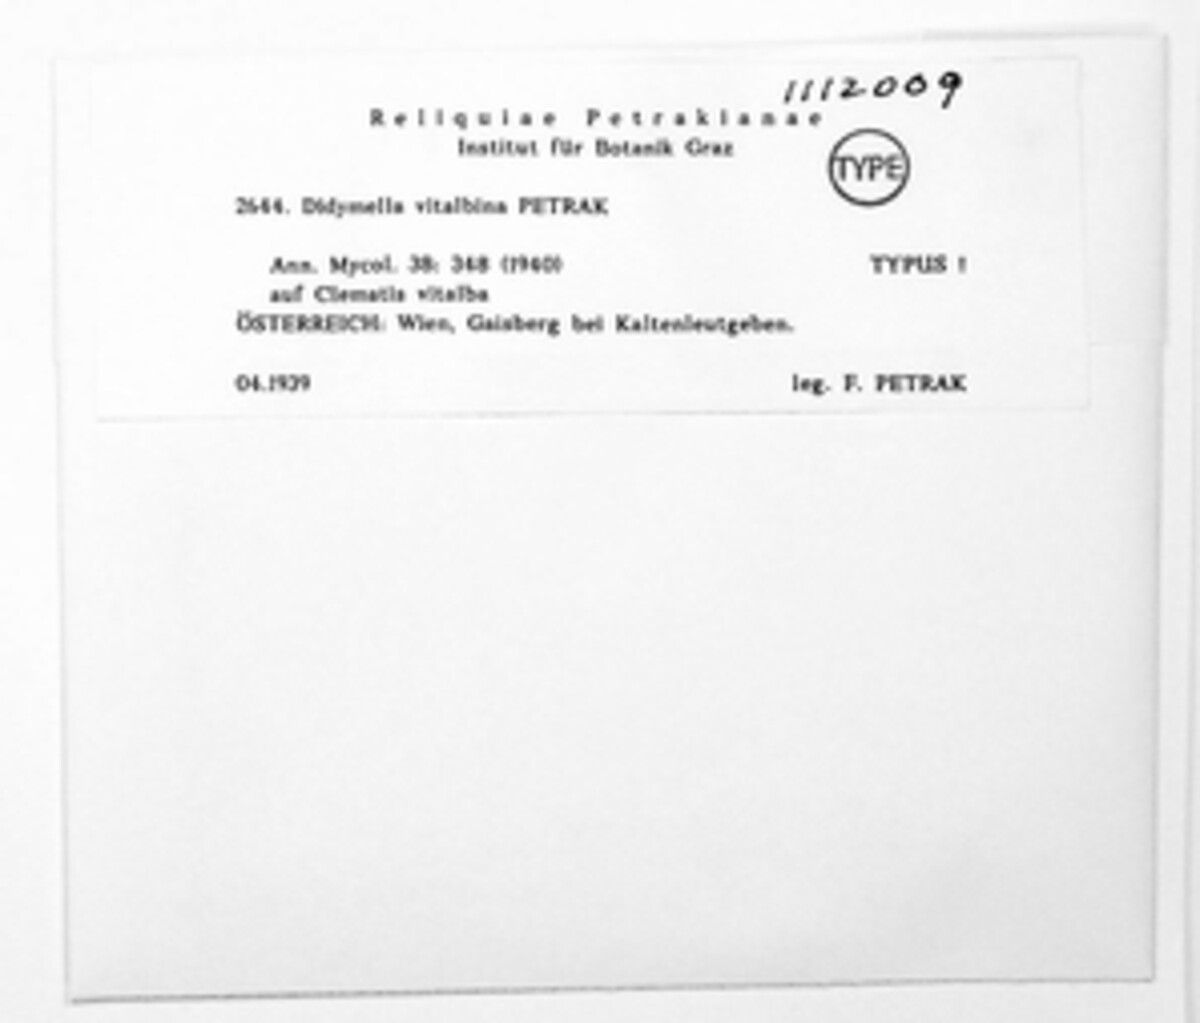 1112009
Reliquiae Petrakianae
Institut für Botanik Graz
TYPE
2644. Didymella vitalbina PETRAK
Ann. Mycol. 38: 348 (1940) TYPUS !
auf Clematis vitalba
ÖSTERREICH: Wien, Gaisberg bei Kaltenleutgeben.
04.1939 leg. F. PETRAK